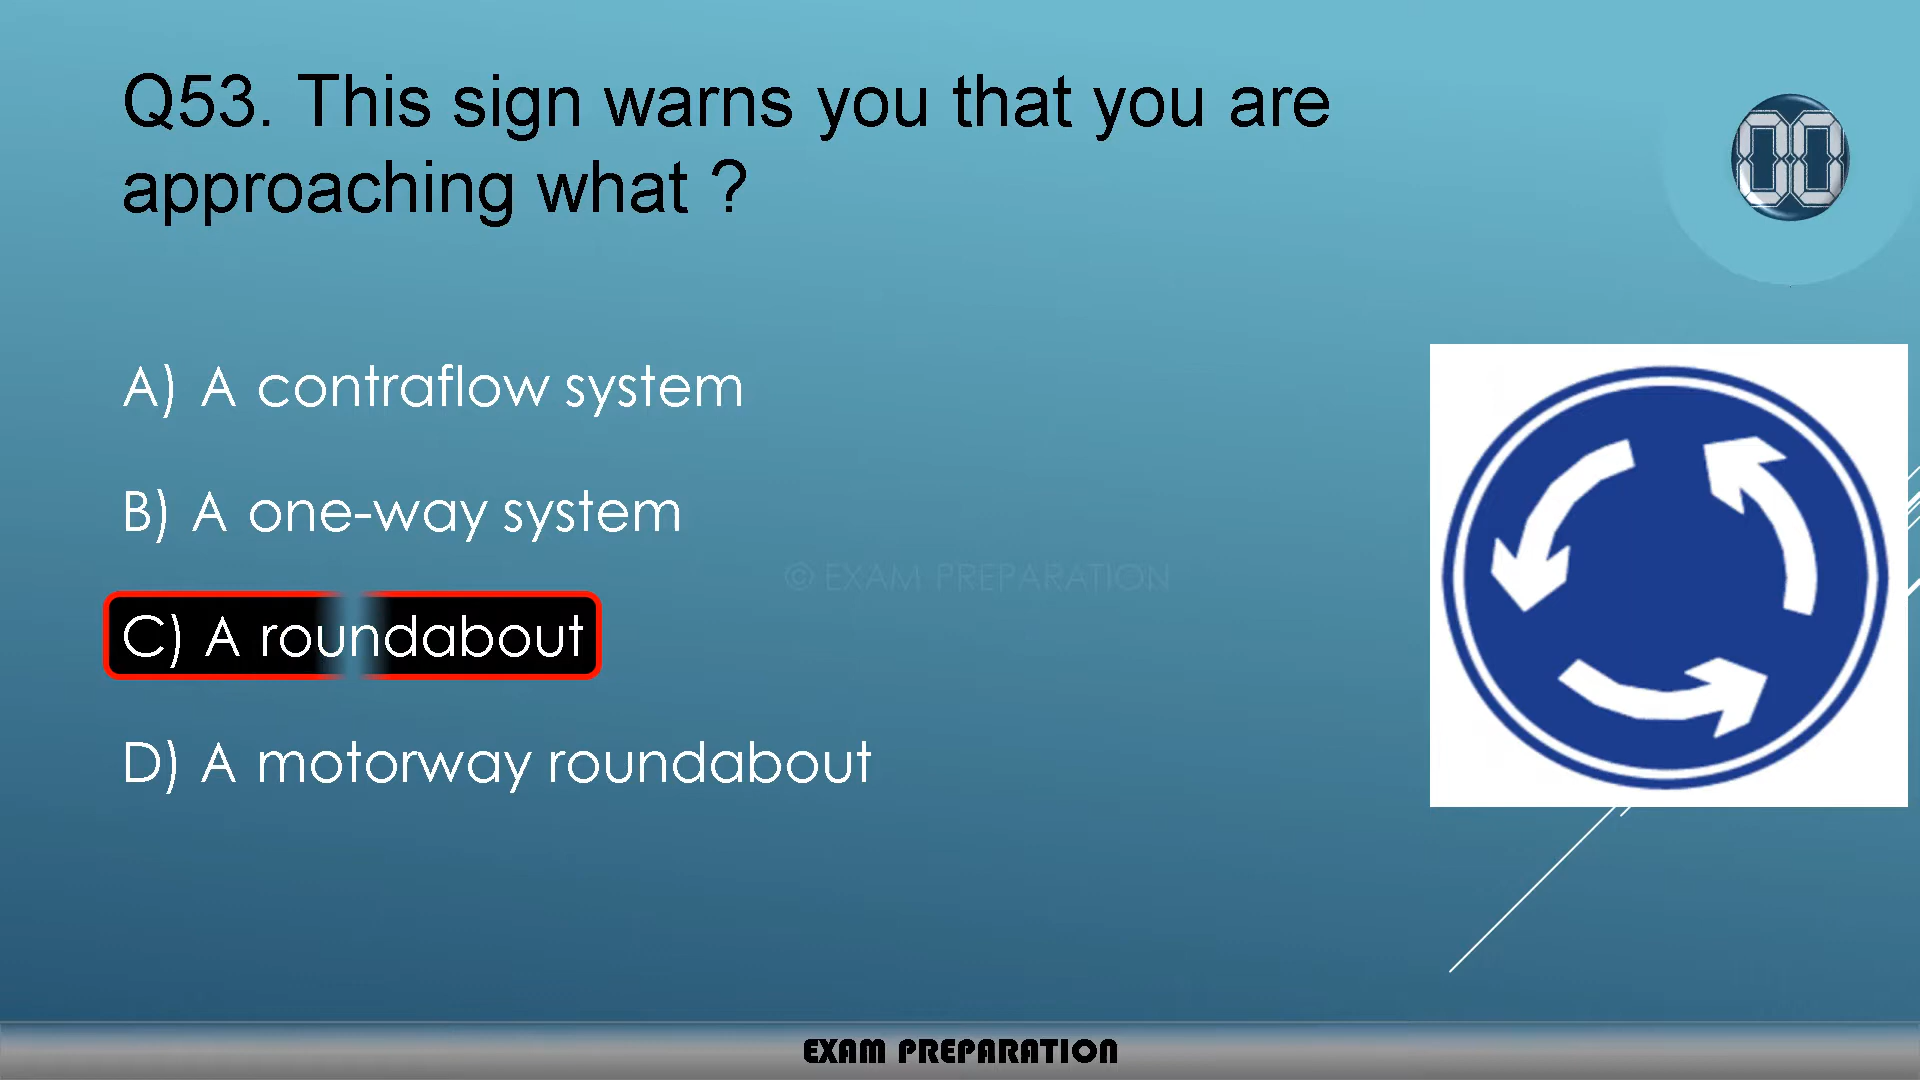 Q53. This sign warns you that you are
approaching what ?
00
A) A contraflow system
B) A one-way system
© EXAM PREPARATION
C) A roundabout
D) A motorway roundabout
EXAM PREPARATION